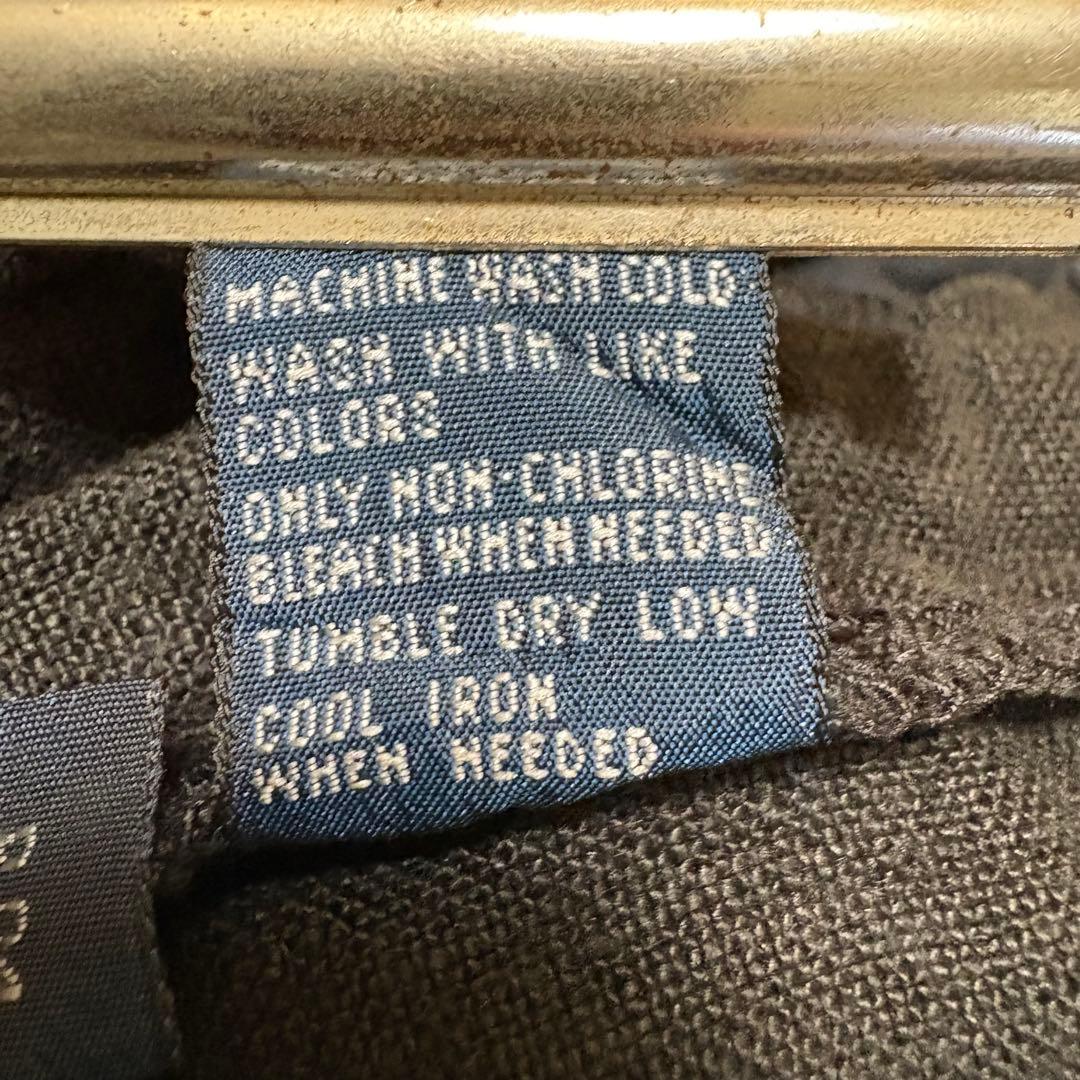 MACHINE WASH COLD
WASH WITH LIKE
COLORS
ONLY NON-CHLORINE
BLEACH WHEN NEEDED
TUMBLE DRY LOW
COOL IRON
WHEN NEEDED